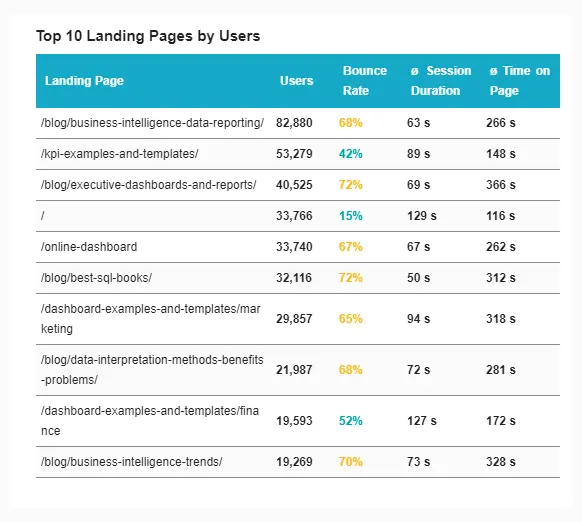 Top 10 Landing Pages by Users
Landing Page Users Bounce Rate ø Session Duration ø Time on Page
/blog/business-intelligence-data-reporting/ 82,880 68% 63 s 266 s
/kpi-examples-and-templates/ 53,279 42% 89 s 148 s
/blog/executive-dashboards-and-reports/ 40,525 72% 69 s 366 s
/ 33,766 15% 129 s 116 s
/online-dashboard 33,740 67% 67 s 262 s
/blog/best-sql-books/ 32,116 72% 50 s 312 s
/dashboard-examples-and-templates/mar
keting 29,857 65% 94 s 318 s
/blog/data-interpretation-methods-benefits
-problems/ 21,987 68% 72 s 281 s
/dashboard-examples-and-templates/fina
nce 19,593 52% 127 s 172 s
/blog/business-intelligence-trends/ 19,269 70% 73 s 328 s